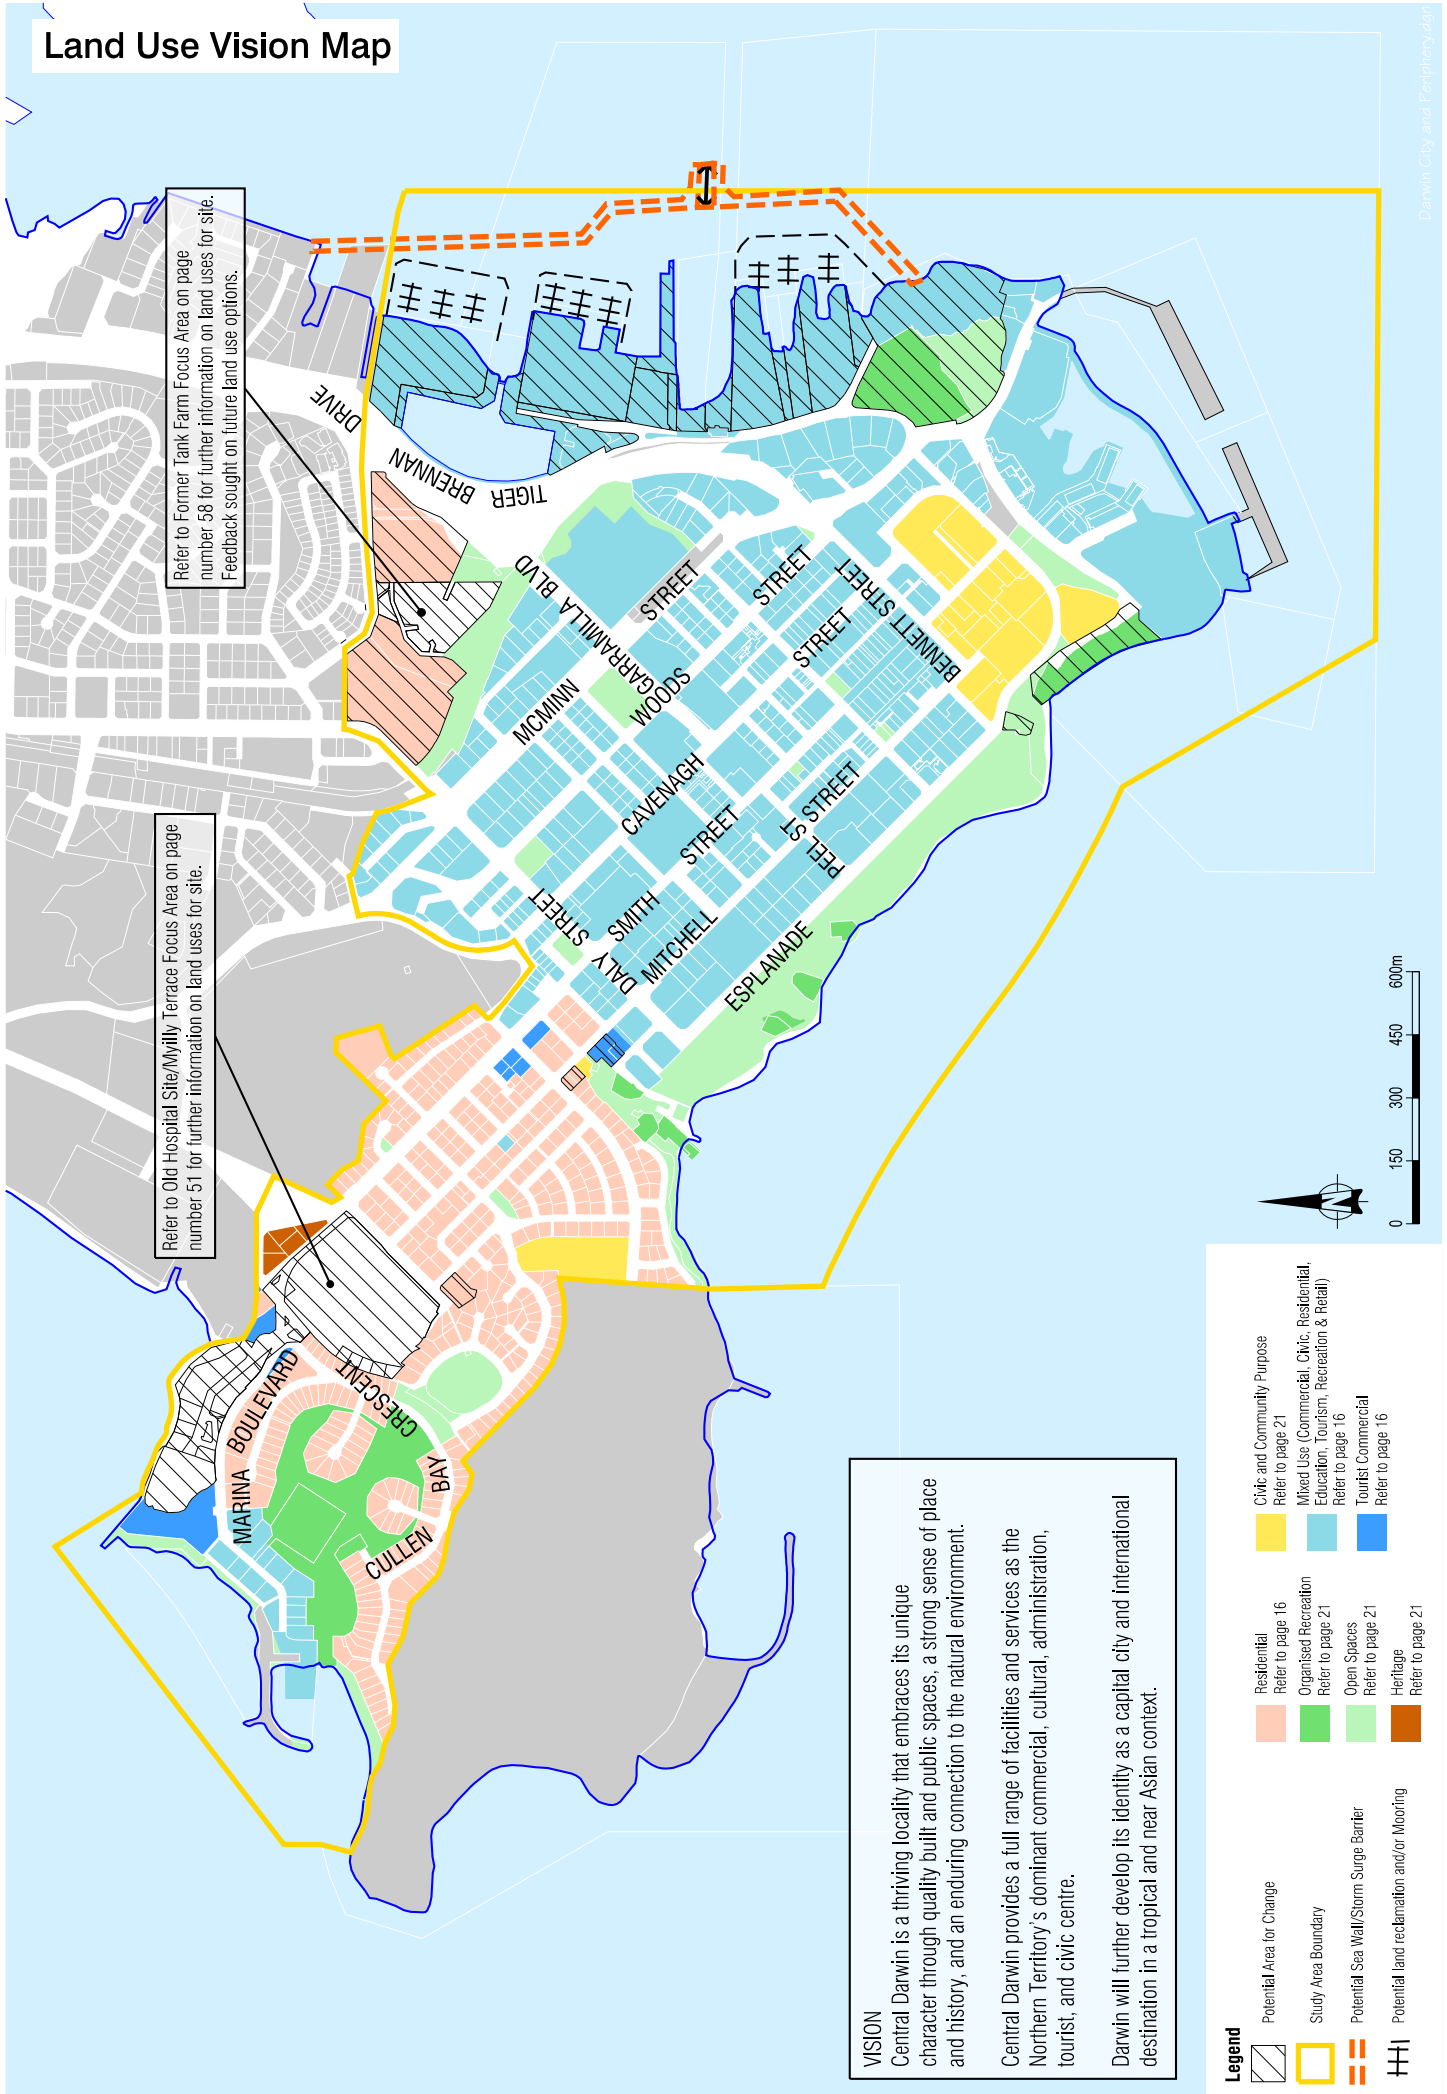 Land Use Vision Map
Refer to Former Tank Farm Focus Area on page
number 58 for further information on land uses for site.
Feedback sought on future land use options.
Refer to Old Hospital Site/Myilly Terrace Focus Area on page
number 51 for further information on land uses for site.
DRIVE
BRENNAN
TIGER
GARRAMILLA BLVD
MCMINN
STREET
WOODS
STREET
CAVENAGH
STREET
BENNETT STREET
SMITH
STREET
MITCHELL
STREET
PEEL ST
DALY
STREET
ESPLANADE
MARINA
BOULEVARD
CULLEN
BAY
CRESCENT
VISION
Central Darwin is a thriving locality that embraces its unique
character through quality built and public spaces, a strong sense of place
and history, and an enduring connection to the natural environment.
Central Darwin provides a full range of facilities and services as the
Northern Territory's dominant commercial, cultural, administration,
tourist, and civic centre.
Darwin will further develop its identity as a capital city and international
destination in a tropical and near Asian context.
Legend
Potential Area for Change
Study Area Boundary
Potential Sea Wall/Storm Surge Barrier
Potential land reclamation and/or Mooring
Residential
Refer to page 16
Organised Recreation
Refer to page 21
Open Spaces
Refer to page 21
Heritage
Refer to page 21
Civic and Community Purpose
Refer to page 21
Mixed Use (Commercial, Civic, Residential,
Education, Tourism, Recreation & Retail)
Refer to page 16
Tourist Commercial
Refer to page 16
N
0 150 300 450 600m
Darwin City and Periphery.dgn